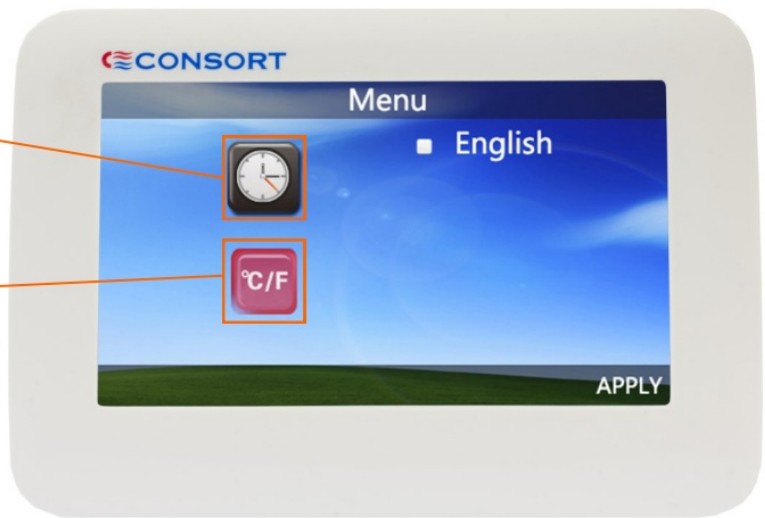 CONSORT
Menu
English
°C/F
APPLY